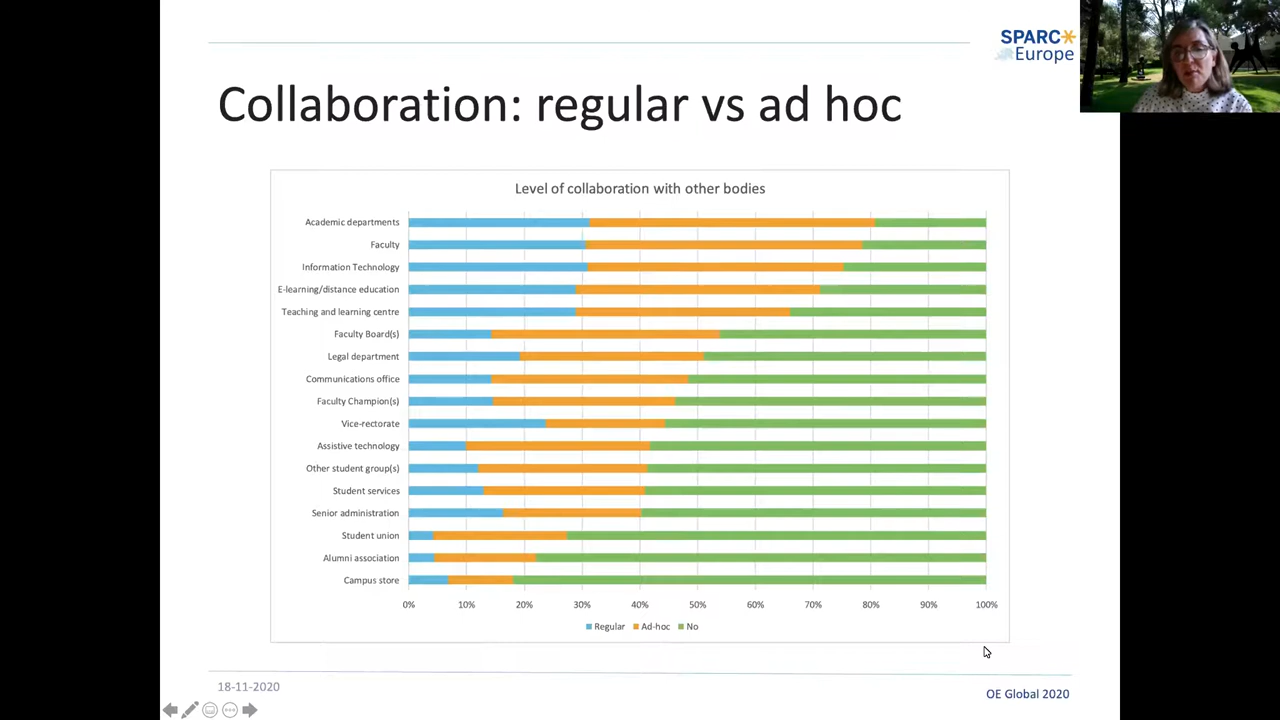 SPARC
Europe
Collaboration: regular vs ad hoc
Level of collaboration with other bodies
Academic departments
Faculty
Information Technology
E-learning/distance education
Teaching and learning centre
Faculty Board(s)
Legal department
Communications office
Faculty Champion(s)
Vice-rectorate
Assistive technology
Other student group(s)
Student services
Senior administration
Student union
Alumni association
Campus store
0% 10% 20% 30% 40% 50% 60% 70% 80% 90% 100%
Regular Ad-hoc No
18-11-2020
OE Global 2020